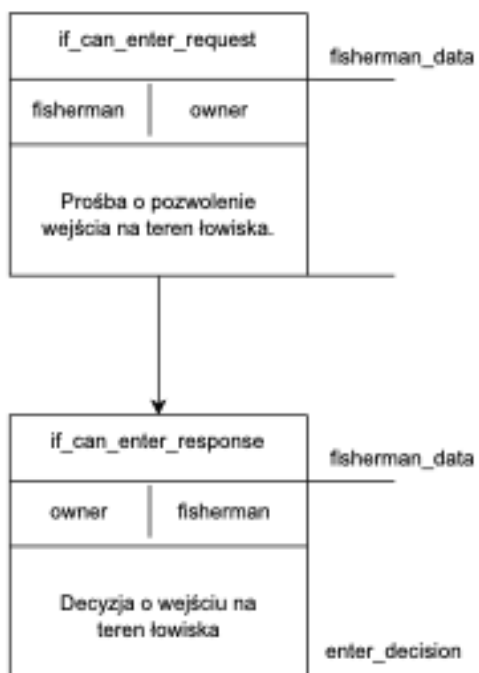 if_can_enter_request
fisherman_data
fisherman
owner
Prośba o pozwolenie
wejścia na teren łowiska.
if_can_enter_response
fisherman_data
owner
fisherman
Decyzja o wejściu na
teren łowiska
enter_decision